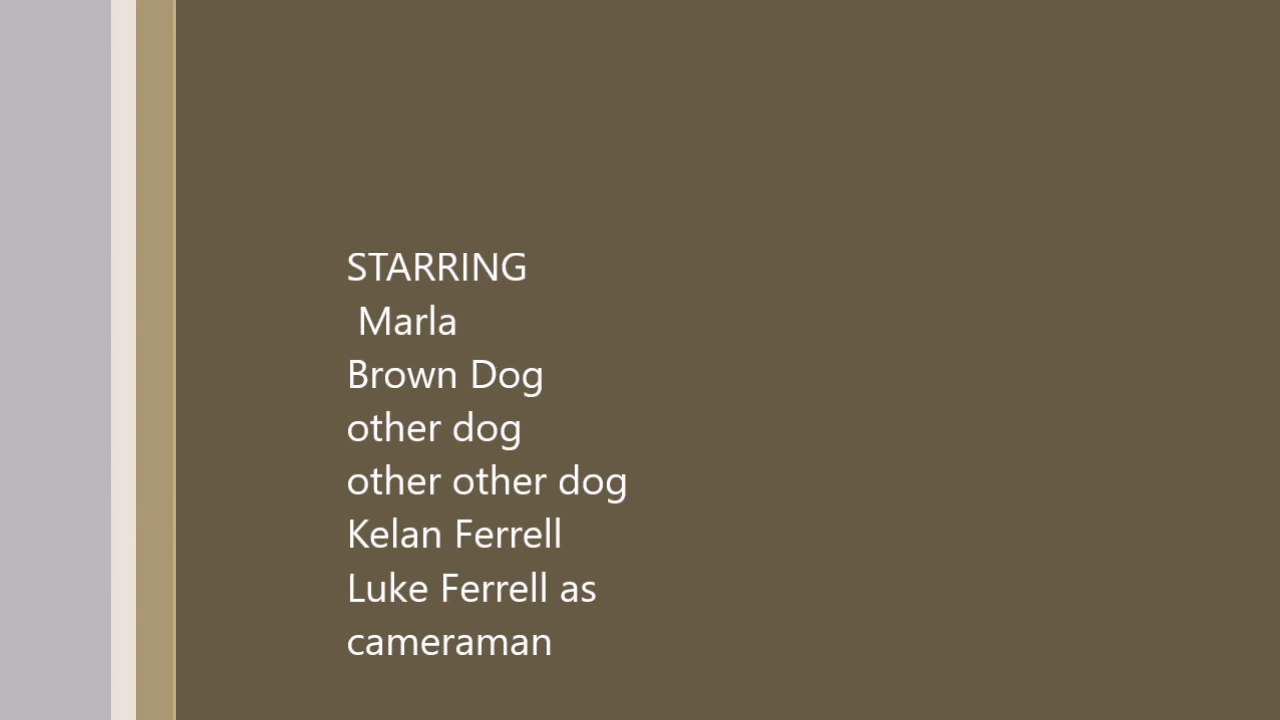 STARRING
Marla
Brown Dog
other dog
other other dog
Kelan Ferrell
Luke Ferrell as
cameraman